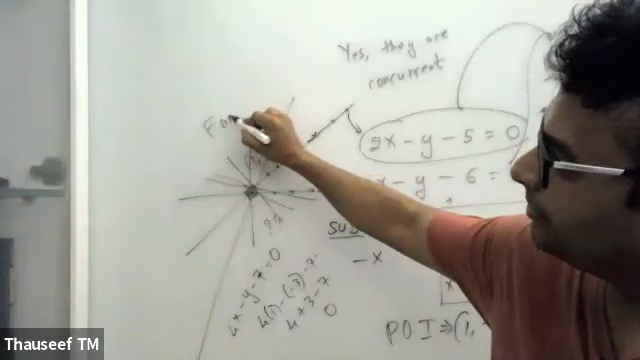 Yes, they are
concurrent
Fo
2x - y - 5 = 0
x - y - 6 =
SUB
- x
4x - y - 7 = 0
4(1) - (-3) - 7
4 + 3 - 7
0
x
POI ⇒ (1, -
Thauseef TM